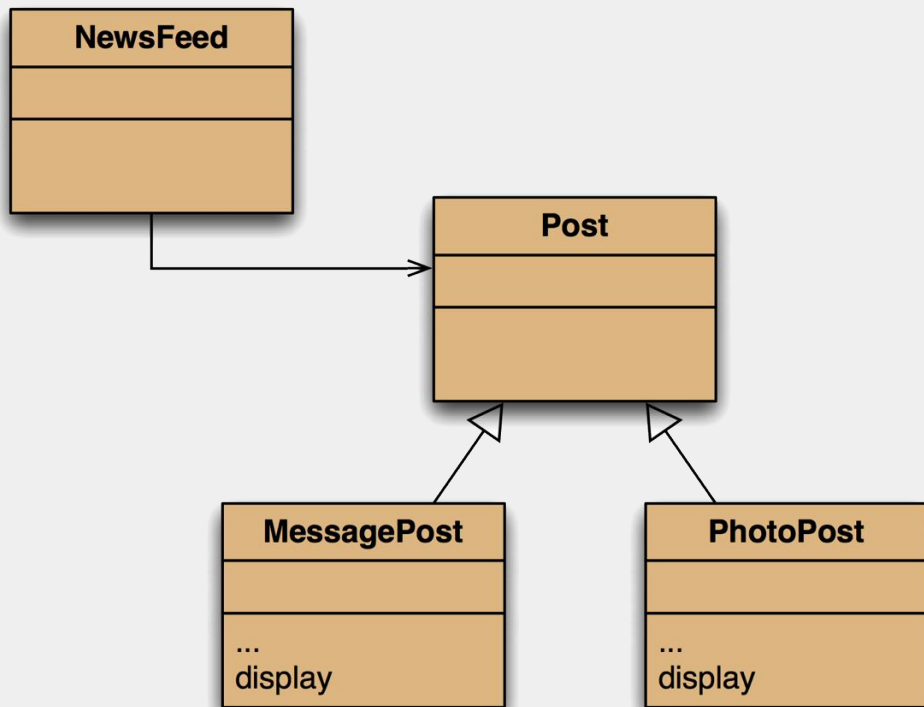 NewsFeed
Post
MessagePost
...
display
PhotoPost
...
display